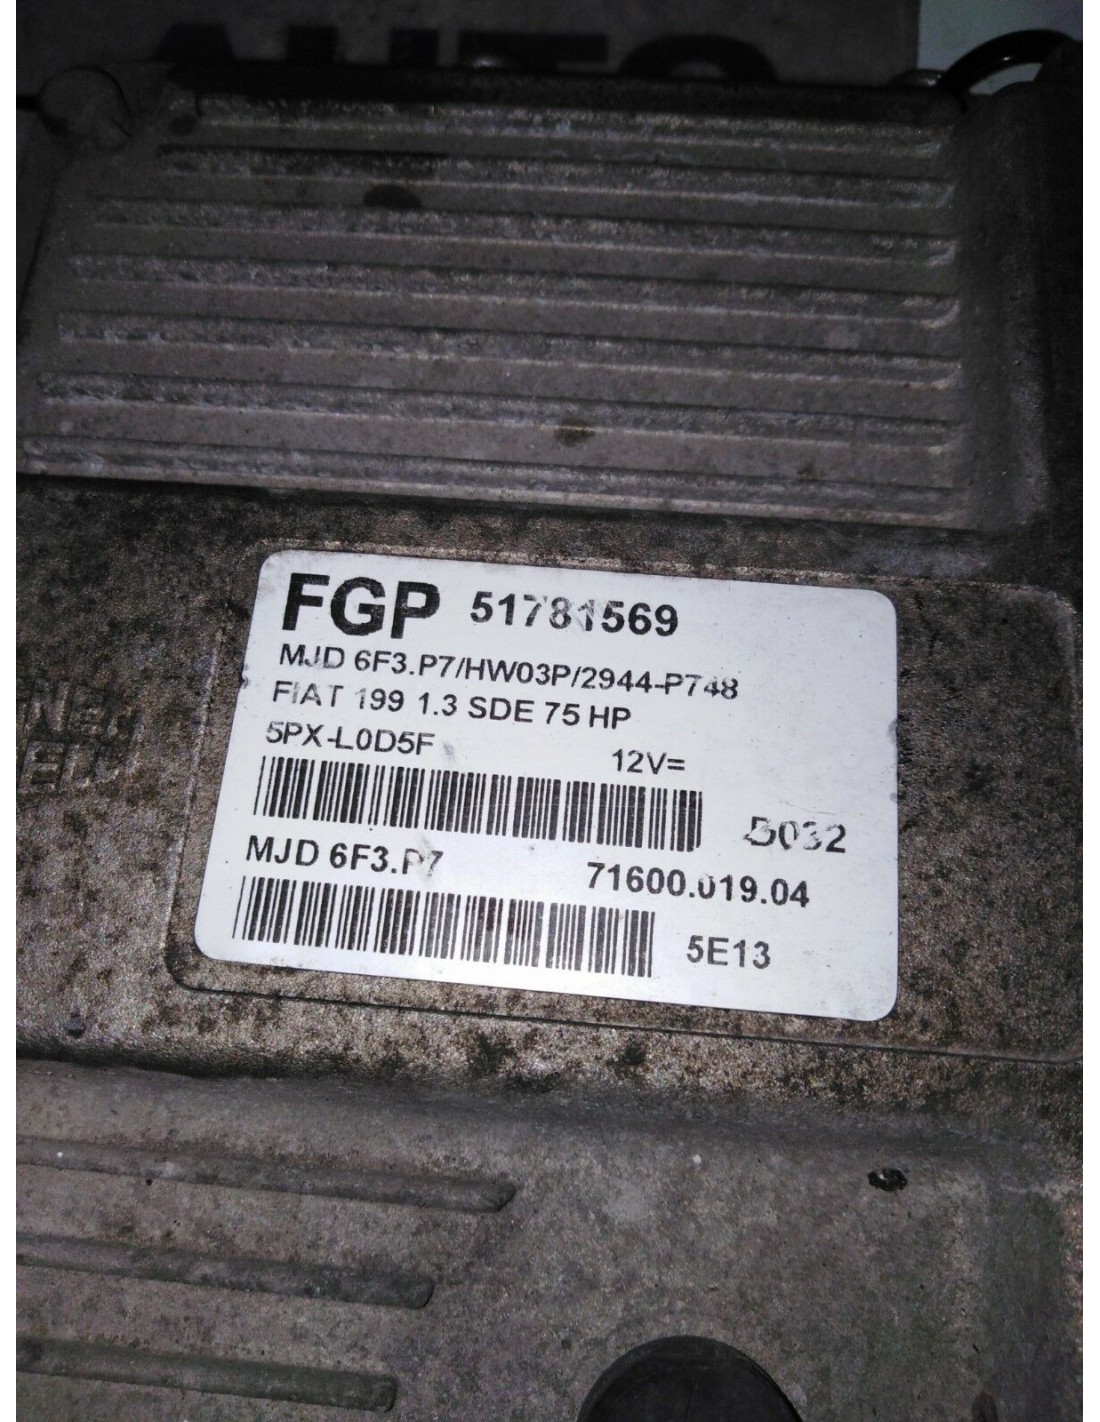 FGP 51781569
MJD 6F3.P7/HW03P/2944-P748
FIAT 199 1.3 SDE 75 HP
5PX-L0D5F 12V=
5032
MJD 6F3.P7 71600.019.04
5E13